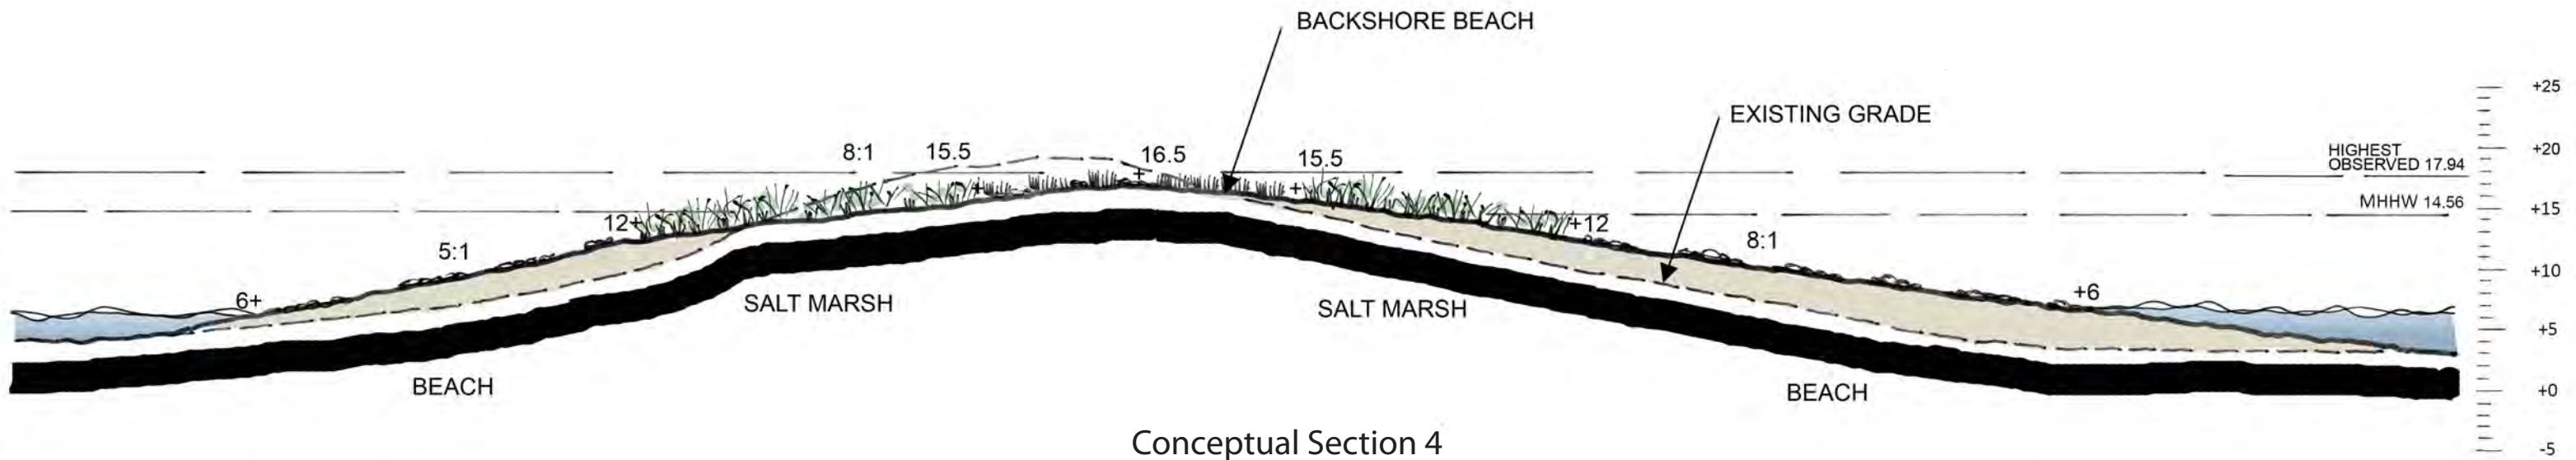 BACKSHORE BEACH
+25
EXISTING GRADE
8:1
15.5
16.5
15.5
HIGHEST
OBSERVED 17.94
+20
+
+
+
MHHW 14.56
+15
12+
+12
5:1
8:1
+10
6+
SALT MARSH
SALT MARSH
+6
+5
BEACH
BEACH
+0
Conceptual Section 4
-5